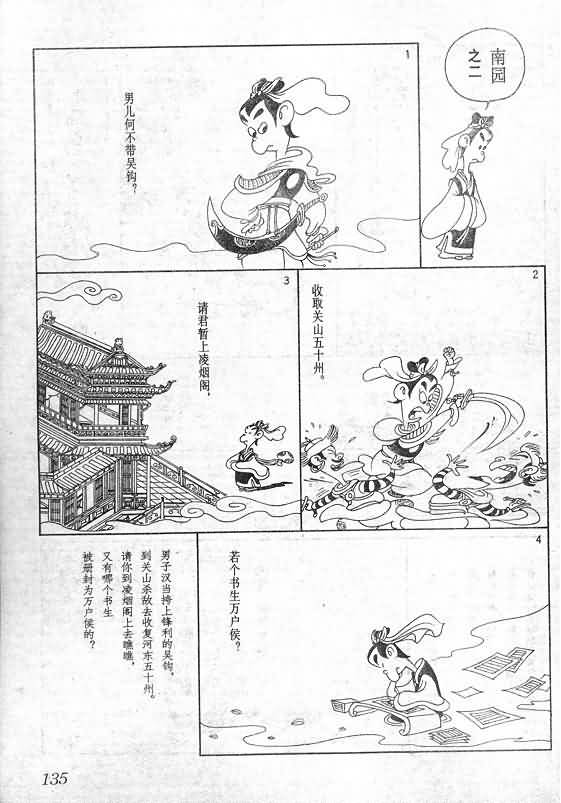 南园
之二
1
男儿何不带吴钩？
2
收取关山五十州。
3
请君暂上凌烟阁，
4
若个书生万户侯？
男子汉当挎上锋利的吴钩，
到关山杀敌去收复河东五十州。
请你到凌烟阁上去瞧瞧，
又有哪个书生
被册封为万户侯的？
135